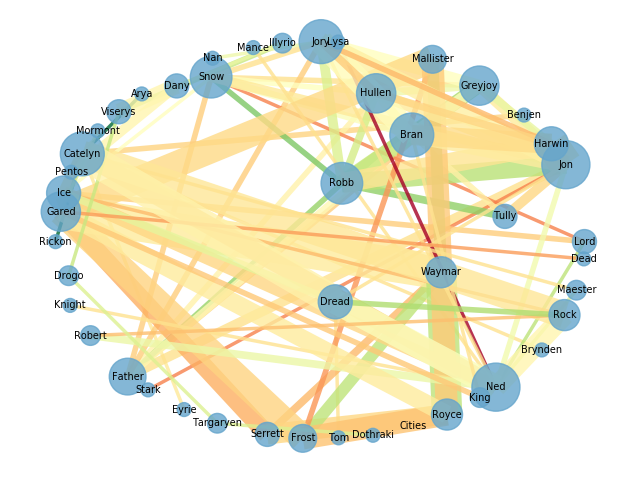 Jory
Lysa
Illyrio
Mance
Nan
Mallister
Snow
Dany
Greyjoy
Hullen
Arya
Viserys
Benjen
Mormont
Bran
Harwin
Catelyn
Jon
Pentos
Robb
Ice
Gared
Tully
Rickon
Lord
Dead
Drogo
Waymar
Maester
Knight
Dread
Rock
Robert
Brynden
Father
Stark
Ned
King
Eyrie
Royce
Targaryen
Cities
Serrett
Frost
Tom
Dothraki